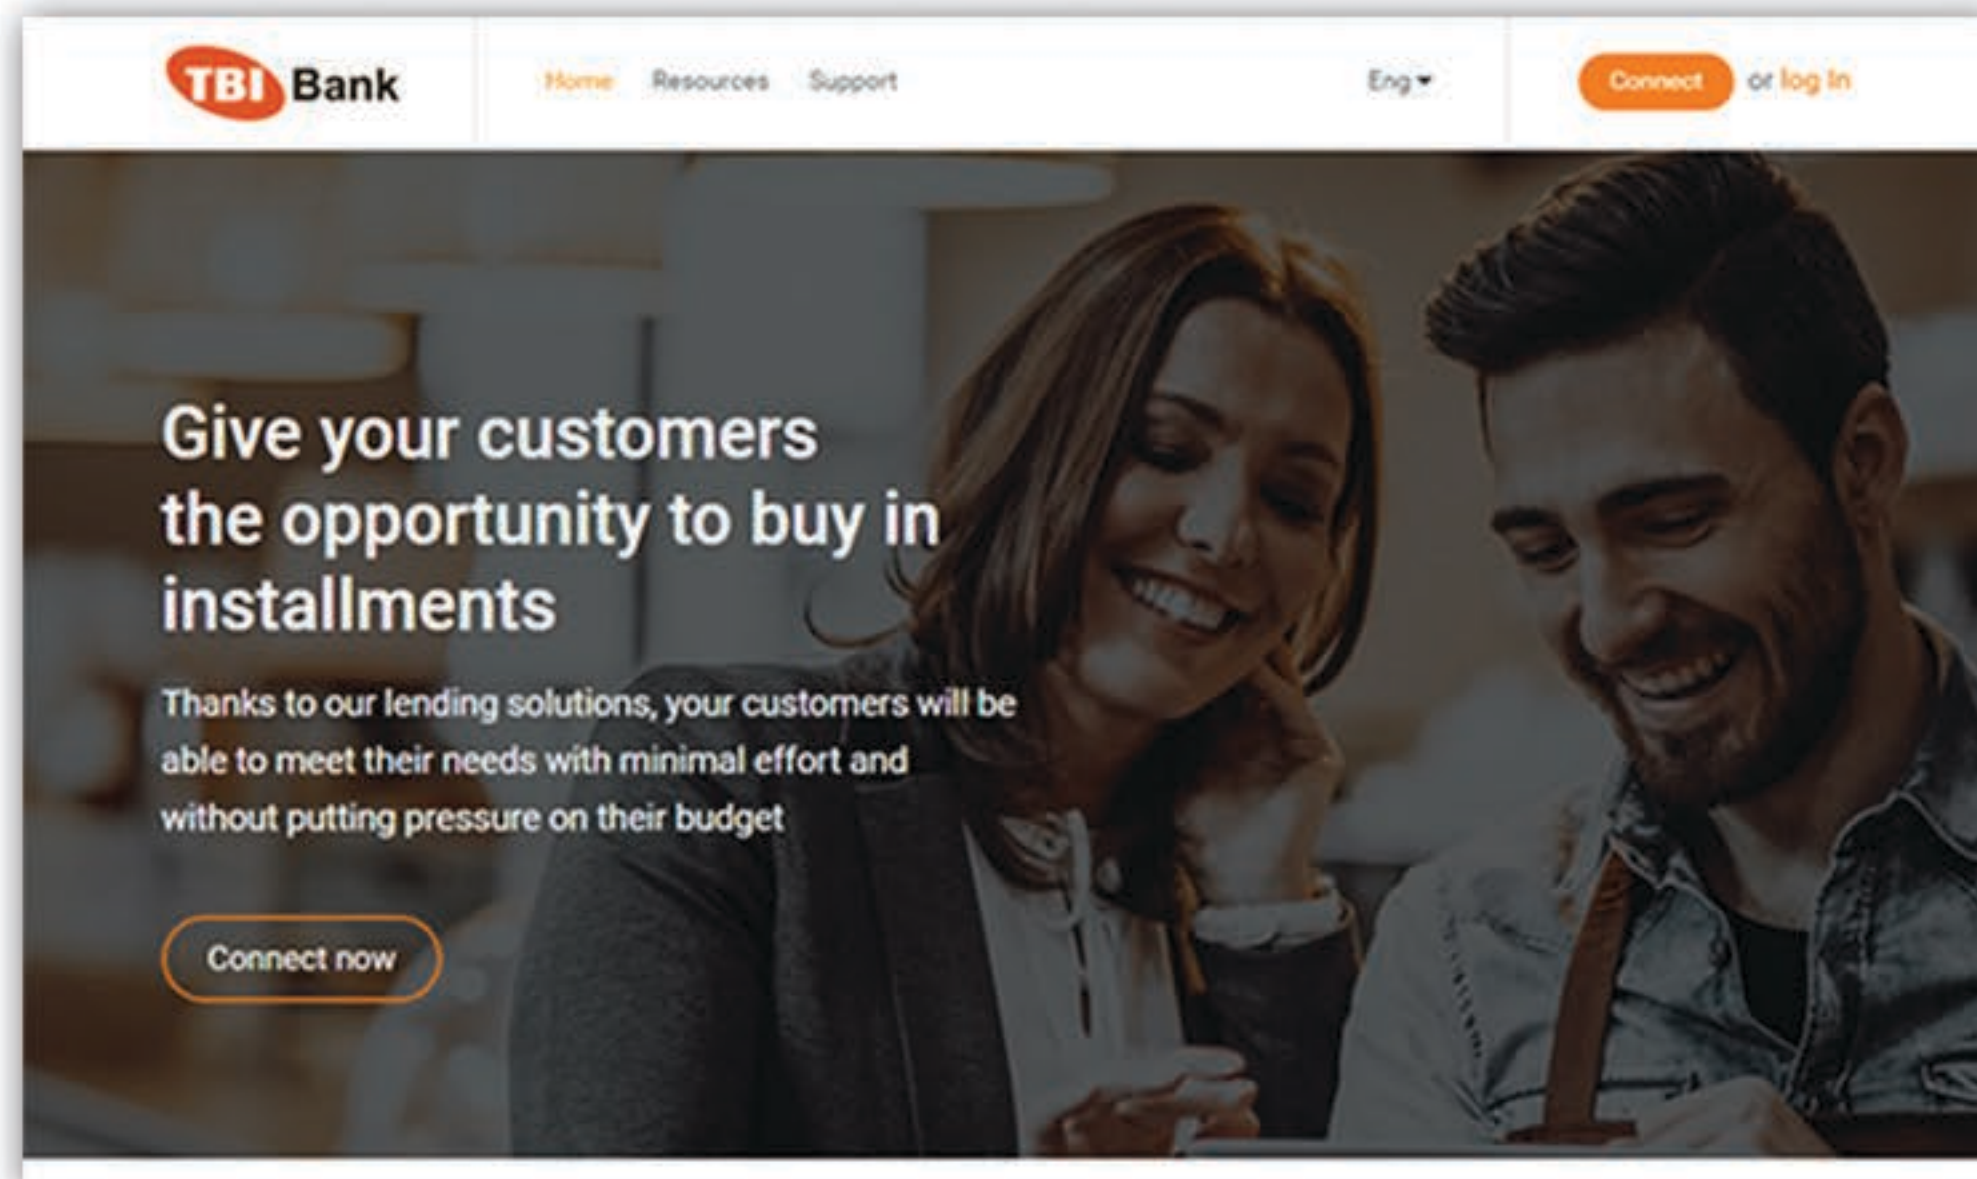 TBI Bank
Home Resources Support
Eng
Connect or log In
Give your customers
the opportunity to buy in
installments
Thanks to our lending solutions, your customers will be
able to meet their needs with minimal effort and
without putting pressure on their budget
Connect now